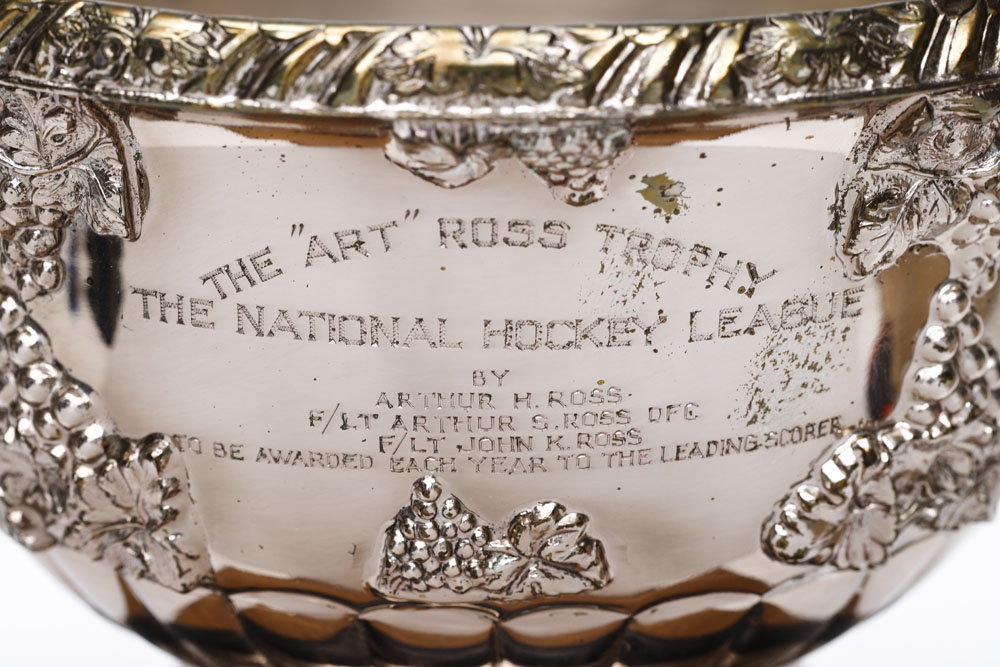 THE "ART" ROSS TROPHY
THE NATIONAL HOCKEY LEAGUE
BY
ARTHUR H. ROSS
F/LT ARTHUR S. ROSS DFC
F/LT JOHN K. ROSS
TO BE AWARDED EACH YEAR TO THE LEADING SCORER